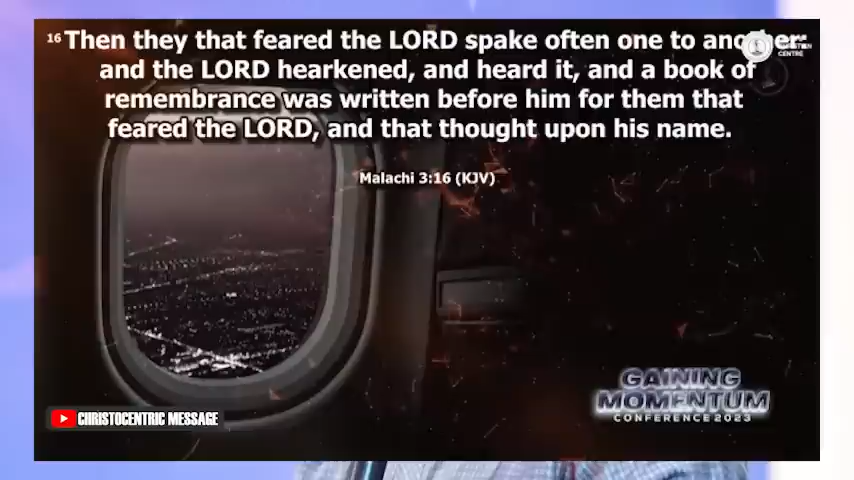 16 Then they that feared the LORD spake often one to another:
and the LORD hearkened, and heard it, and a book of
remembrance was written before him for them that
feared the LORD, and that thought upon his name.
Malachi 3:16 (KJV)
GAINING
MOMENTUM
CONFERENCE 2023
CHRISTOCENTRIC MESSAGE
CENTRE